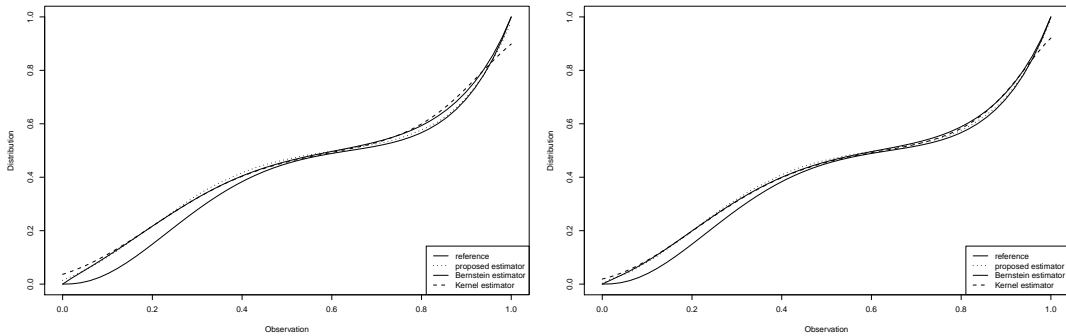 1.0
0.8
0.6
0.4
0.2
0.0
Distribution
reference
proposed estimator
Bernstein estimator
Kernel estimator
0.0 0.2 0.4 0.6 0.8 1.0
Observation
1.0
0.8
0.6
0.4
0.2
0.0
Distribution
reference
proposed estimator
Bernstein estimator
Kernel estimator
0.0 0.2 0.4 0.6 0.8 1.0
Observation